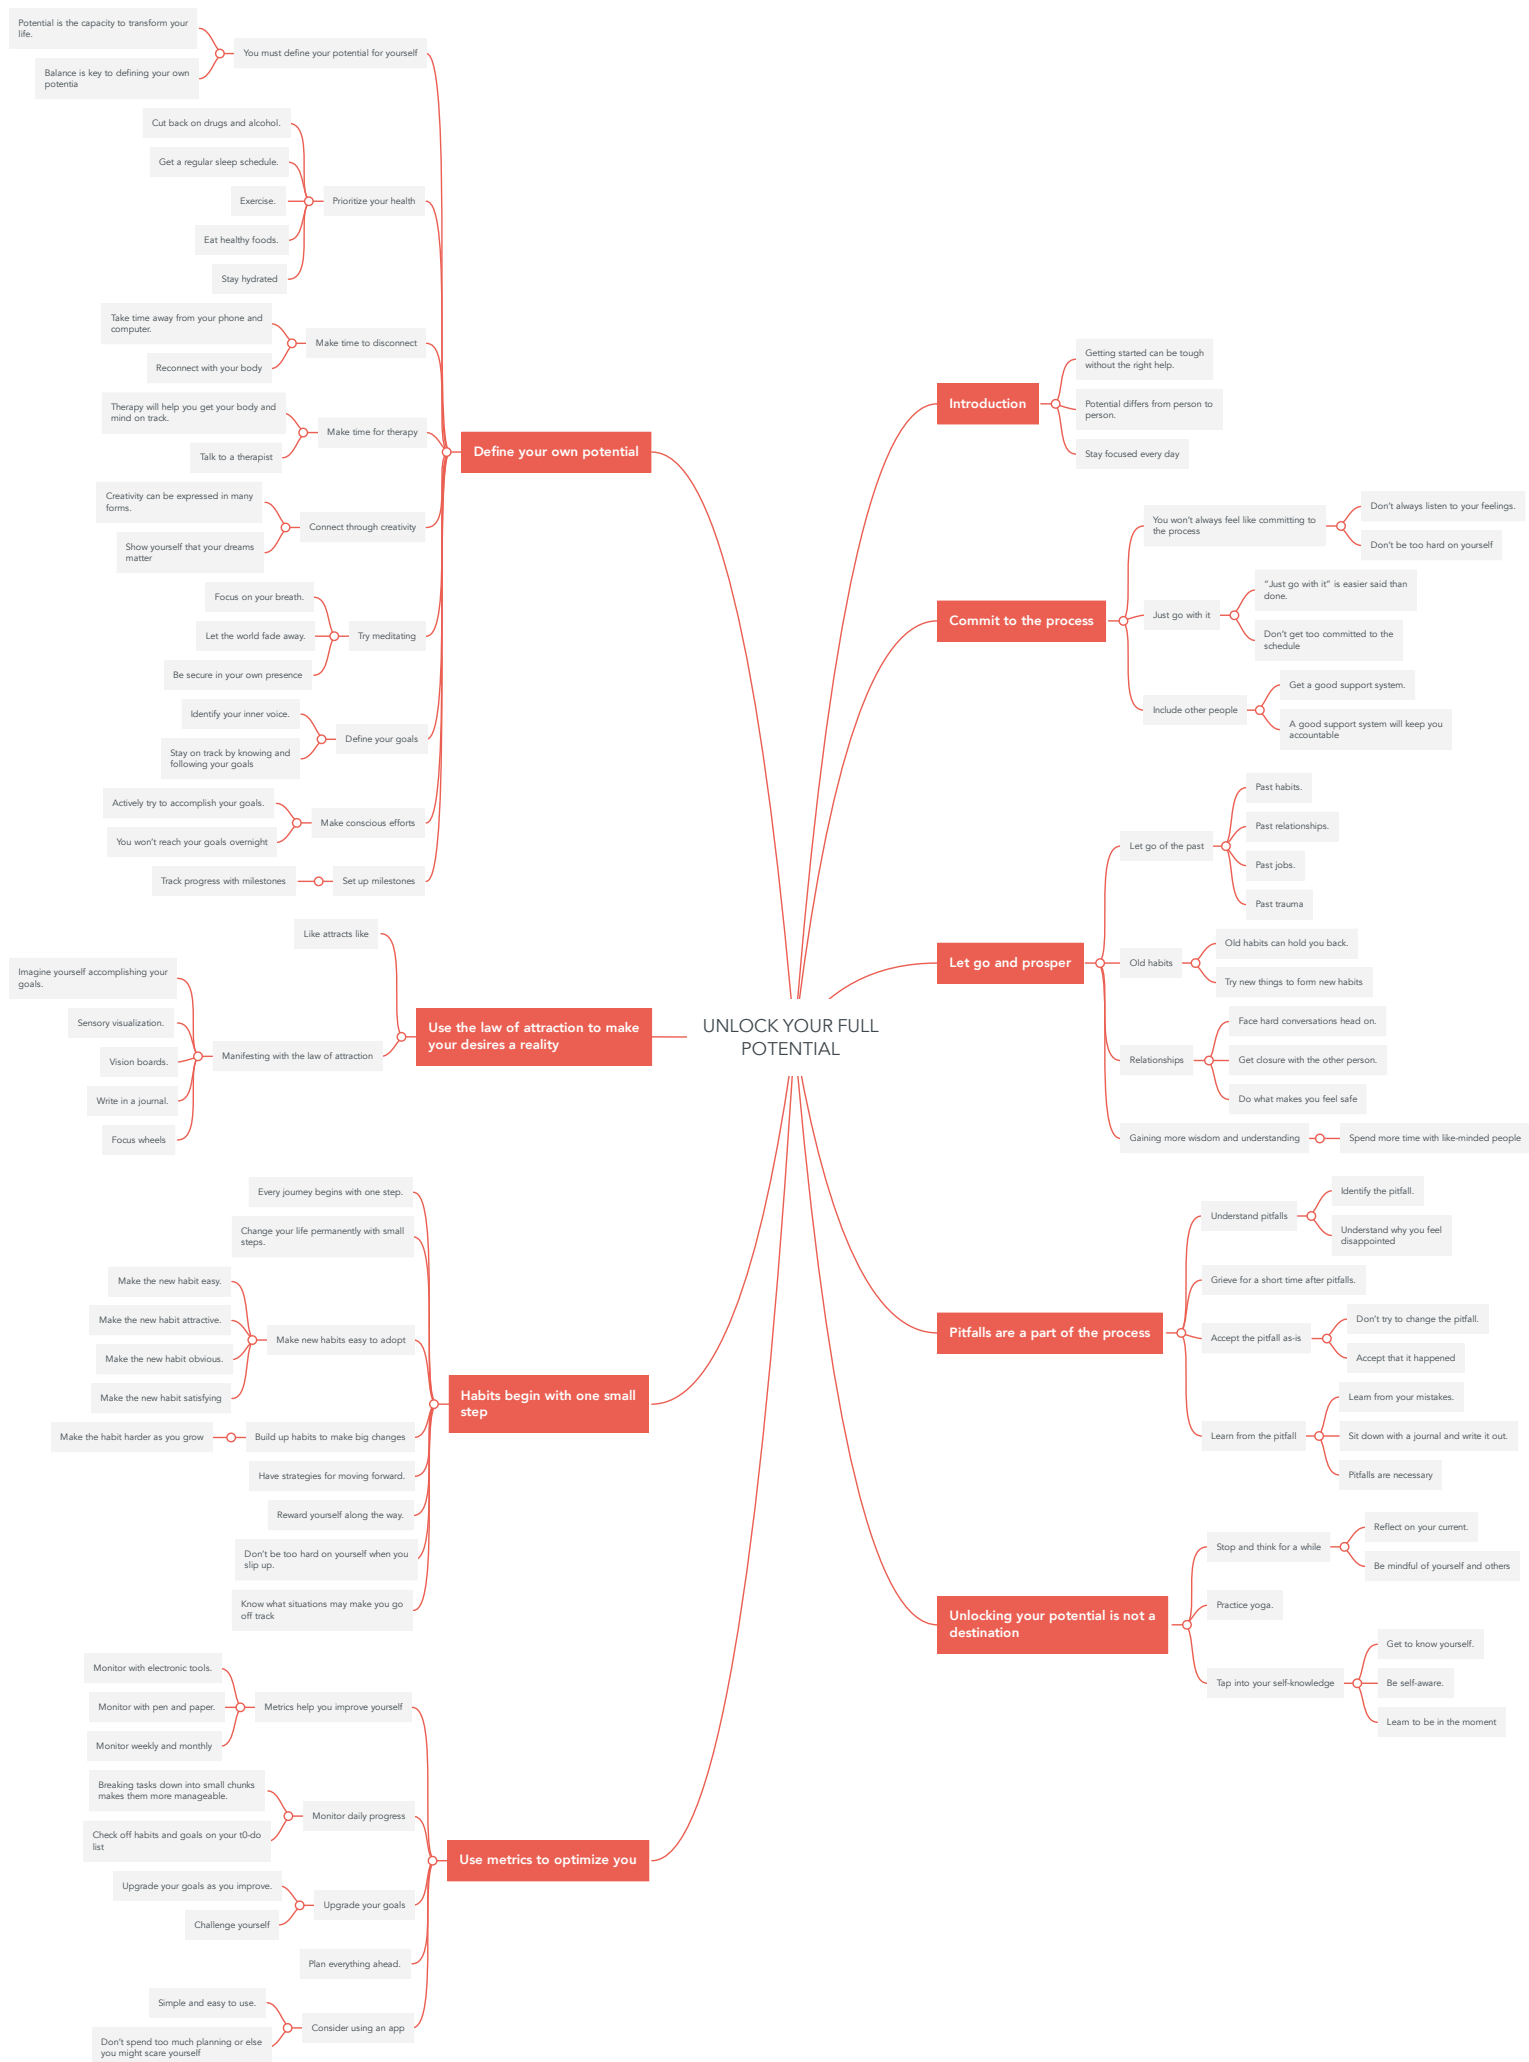 UNLOCK YOUR FULL
POTENTIAL
Introduction
Getting started can be tough
without the right help.
Potential differs from person to
person.
Stay focused every day
Commit to the process
You won't always feel like committing to
the process
Don't always listen to your feelings.
Don't be too hard on yourself
Just go with it
"Just go with it" is easier said than
done.
Don't get too committed to the
schedule
Include other people
Get a good support system.
A good support system will keep you
accountable
Let go and prosper
Let go of the past
Past habits.
Past relationships.
Past jobs.
Past trauma
Old habits
Old habits can hold you back.
Try new things to form new habits
Relationships
Face hard conversations head on.
Get closure with the other person.
Do what makes you feel safe
Gaining more wisdom and understanding
Spend more time with like-minded people
Pitfalls are a part of the process
Understand pitfalls
Identify the pitfall.
Understand why you feel
disappointed
Grieve for a short time after pitfalls.
Accept the pitfall as-is
Don't try to change the pitfall.
Accept that it happened
Learn from the pitfall
Learn from your mistakes.
Sit down with a journal and write it out.
Pitfalls are necessary
Unlocking your potential is not a
destination
Stop and think for a while
Reflect on your current.
Be mindful of yourself and others
Practice yoga.
Tap into your self-knowledge
Get to know yourself.
Be self-aware.
Learn to be in the moment
Define your own potential
You must define your potential for yourself
Potential is the capacity to transform your
life.
Balance is key to defining your own
potentia
Prioritize your health
Cut back on drugs and alcohol.
Get a regular sleep schedule.
Exercise.
Eat healthy foods.
Stay hydrated
Make time to disconnect
Take time away from your phone and
computer.
Reconnect with your body
Make time for therapy
Therapy will help you get your body and
mind on track.
Talk to a therapist
Connect through creativity
Creativity can be expressed in many
forms.
Show yourself that your dreams
matter
Try meditating
Focus on your breath.
Let the world fade away.
Be secure in your own presence
Define your goals
Identify your inner voice.
Stay on track by knowing and
following your goals
Make conscious efforts
Actively try to accomplish your goals.
You won't reach your goals overnight
Set up milestones
Track progress with milestones
Use the law of attraction to make
your desires a reality
Like attracts like
Manifesting with the law of attraction
Imagine yourself accomplishing your
goals.
Sensory visualization.
Vision boards.
Write in a journal.
Focus wheels
Habits begin with one small
step
Every journey begins with one step.
Change your life permanently with small
steps.
Make new habits easy to adopt
Make the new habit easy.
Make the new habit attractive.
Make the new habit obvious.
Make the new habit satisfying
Build up habits to make big changes
Make the habit harder as you grow
Have strategies for moving forward.
Reward yourself along the way.
Don't be too hard on yourself when you
slip up.
Know what situations may make you go
off track
Use metrics to optimize you
Metrics help you improve yourself
Monitor with electronic tools.
Monitor with pen and paper.
Monitor weekly and monthly
Monitor daily progress
Breaking tasks down into small chunks
makes them more manageable.
Check off habits and goals on your t0-do
list
Upgrade your goals
Upgrade your goals as you improve.
Challenge yourself
Plan everything ahead.
Consider using an app
Simple and easy to use.
Don't spend too much planning or else
you might scare yourself